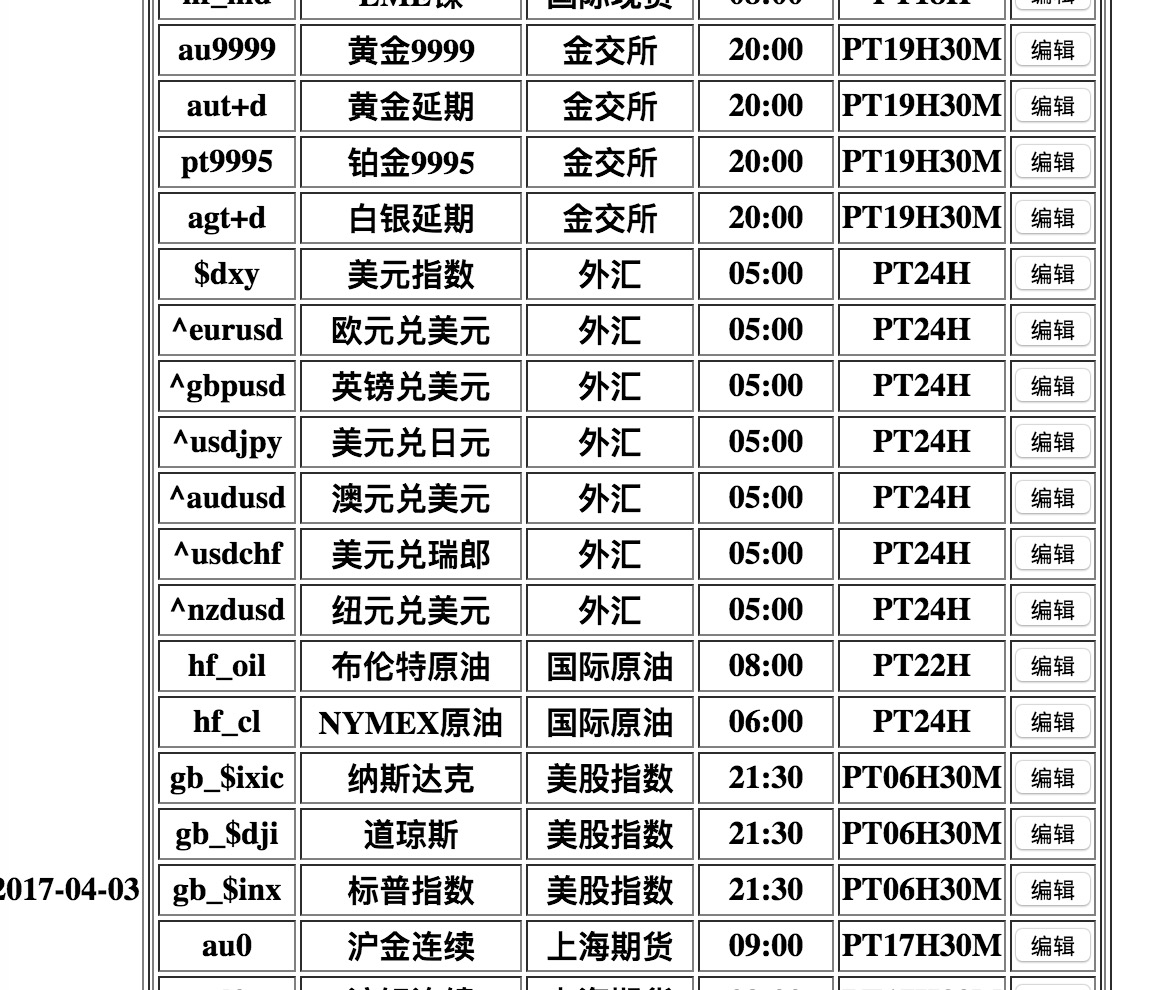 au9999 黄金9999 金交所 20:00 PT19H30M 编辑
aut+d 黄金延期 金交所 20:00 PT19H30M 编辑
pt9995 铂金9995 金交所 20:00 PT19H30M 编辑
agt+d 白银延期 金交所 20:00 PT19H30M 编辑
$dxy 美元指数 外汇 05:00 PT24H 编辑
^eurusd 欧元兑美元 外汇 05:00 PT24H 编辑
^gbpusd 英镑兑美元 外汇 05:00 PT24H 编辑
^usdjpy 美元兑日元 外汇 05:00 PT24H 编辑
^audusd 澳元兑美元 外汇 05:00 PT24H 编辑
^usdchf 美元兑瑞郎 外汇 05:00 PT24H 编辑
^nzdusd 纽元兑美元 外汇 05:00 PT24H 编辑
hf_oil 布伦特原油 国际原油 08:00 PT22H 编辑
hf_cl NYMEX原油 国际原油 06:00 PT24H 编辑
gb_$ixic 纳斯达克 美股指数 21:30 PT06H30M 编辑
gb_$dji 道琼斯 美股指数 21:30 PT06H30M 编辑
2017-04-03 gb_$inx 标普指数 美股指数 21:30 PT06H30M 编辑
au0 沪金连续 上海期货 09:00 PT17H30M 编辑